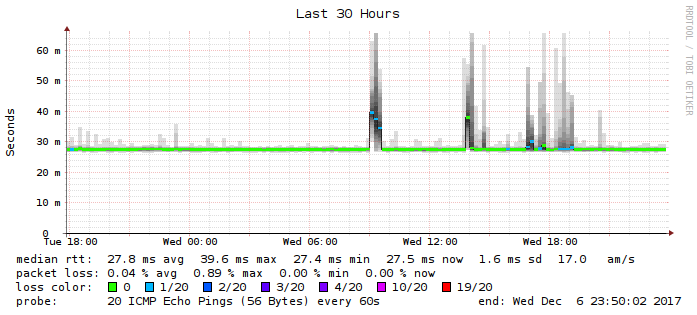 Last 30 Hours
RRDTOOL / TOBI OETIKER
Seconds
60 m
50 m
40 m
30 m
20 m
10 m
0
Tue 18:00 Wed 00:00 Wed 06:00 Wed 12:00 Wed 18:00
median rtt: 27.8 ms avg 39.6 ms max 27.4 ms min 27.5 ms now 1.6 ms sd 17.0 am/s
packet loss: 0.04 % avg 0.89 % max 0.00 % min 0.00 % now
loss color: 0 1/20 2/20 3/20 4/20 10/20 19/20
probe: 20 ICMP Echo Pings (56 Bytes) every 60s end: Wed Dec 6 23:50:02 2017